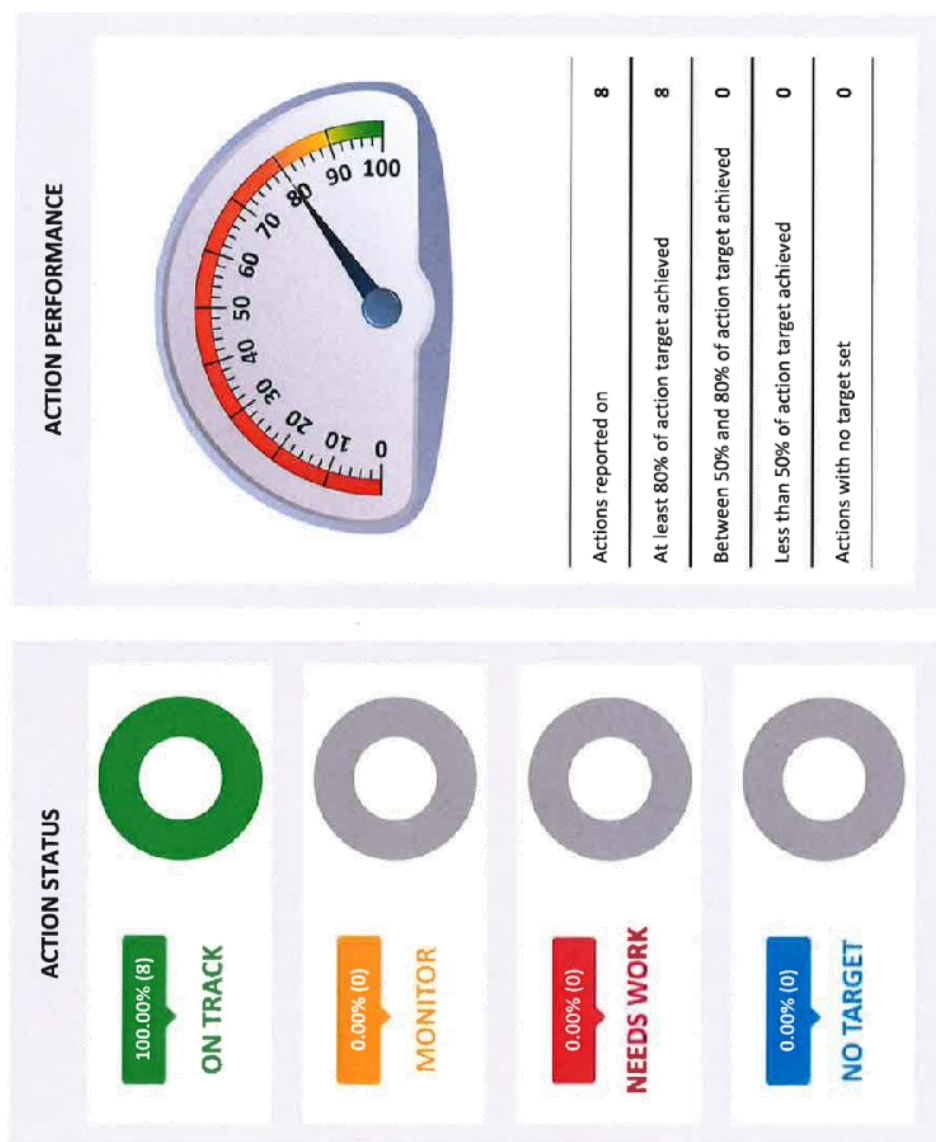 ACTION STATUS
100.00% (8)
ON TRACK
0.00% (0)
MONITOR
0.00% (0)
NEEDS WORK
0.00% (0)
NO TARGET
ACTION PERFORMANCE
0
10
20
30
40
50
60
70
80
90
100
Actions reported on 8
At least 80% of action target achieved 8
Between 50% and 80% of action target achieved 0
Less than 50% of action target achieved 0
Actions with no target set 0